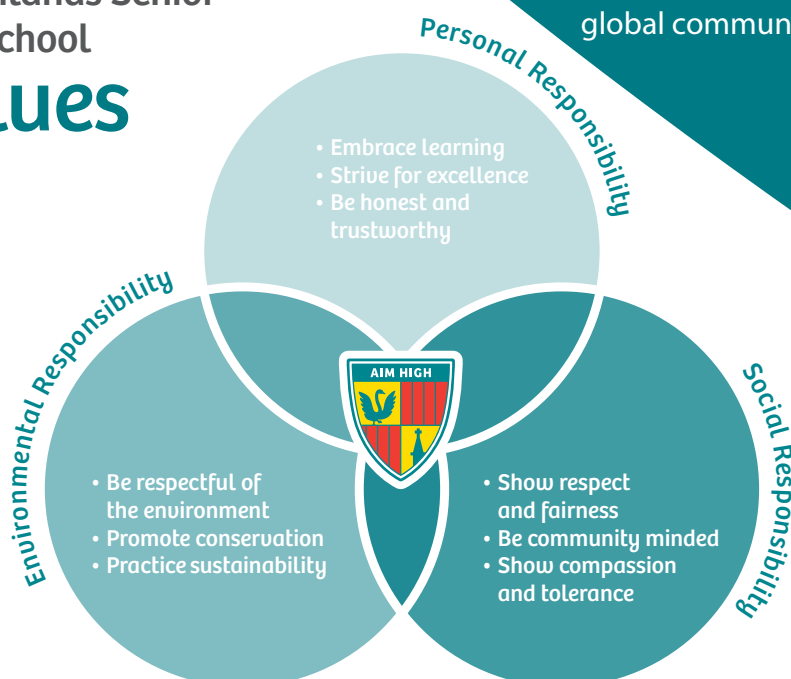 Senior
school
global commun
Personal Responsibility
• Embrace learning
• Strive for excellence
• Be honest and
trustworthy
Environmental Responsibility
AIM HIGH
Social Responsibility
• Be respectful of
the environment
• Promote conservation
• Practice sustainability
• Show respect
and fairness
• Be community minded
• Show compassion
and tolerance